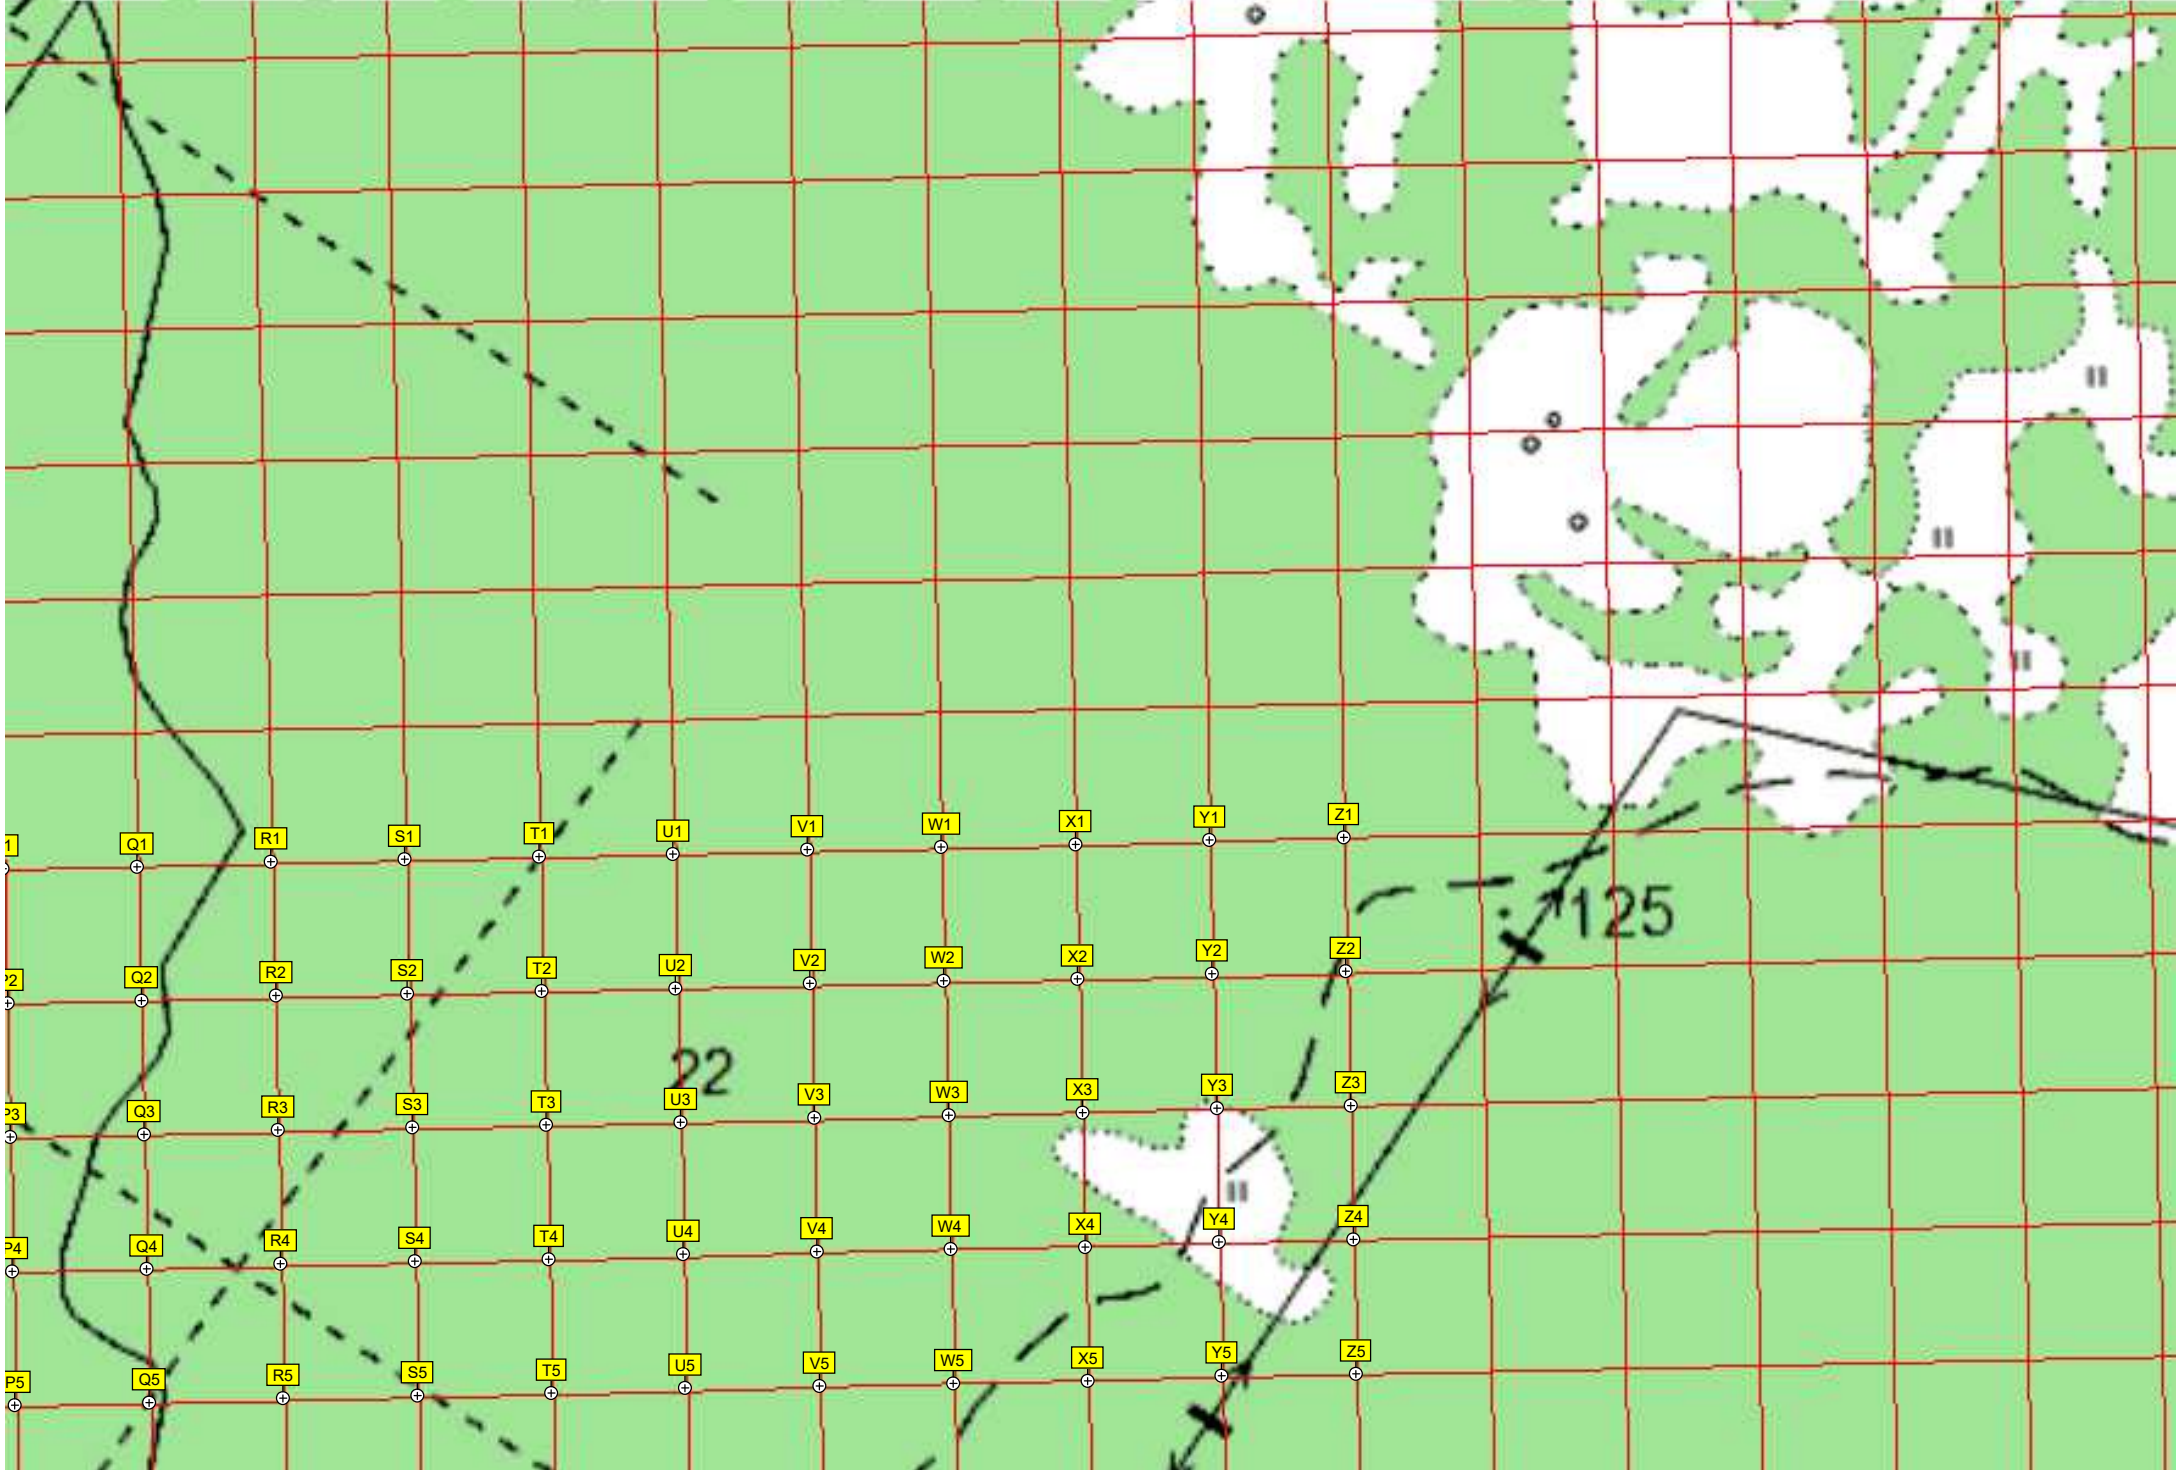 Q1 R1 S1 T1 U1 V1 W1 X1 Y1 Z1
125
P2 Q2 R2 S2 T2 U2 V2 W2 X2 Y2 Z2
22
P3 Q3 R3 S3 T3 U3 V3 W3 X3 Y3 Z3
P4 Q4 R4 S4 T4 U4 V4 W4 X4 Y4 Z4
P5 Q5 R5 S5 T5 U5 V5 W5 X5 Y5 Z5